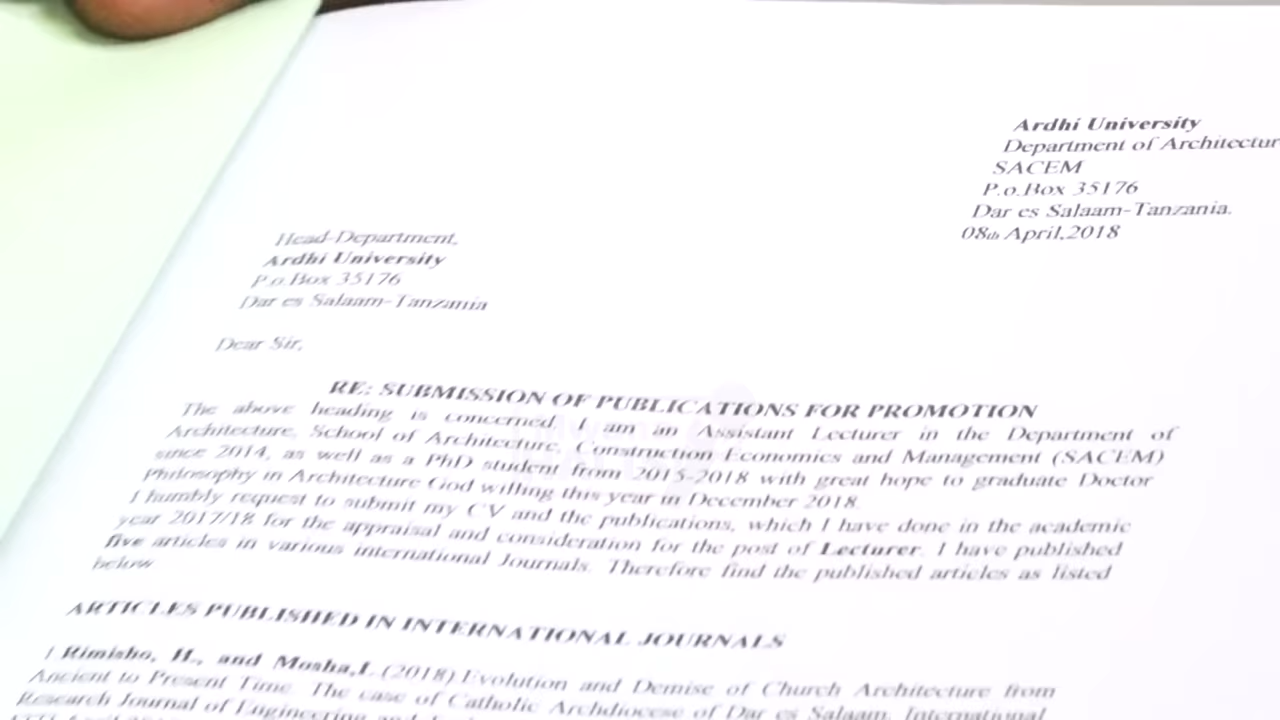 Ardhi University
Department of Architectur
SACEM
P.o.Box 35176
Dar es Salaam-Tanzania.
08th April,2018
Head-Department,
Ardhi University
P.o.Box 35176
Dar es Salaam-Tanzania
Dear Sir,
RE: SUBMISSION OF PUBLICATIONS FOR PROMOTION
The above heading is concerned. I am an Assistant Lecturer in the Department of
Architecture, School of Architecture, Construction Economics and Management (SACEM)
since 2014, as well as a PhD student from 2015-2018 with great hope to graduate Doctor
Philosophy in Architecture God willing this year in December 2018.
I humbly request to submit my CV and the publications, which I have done in the academic
year 2017/18 for the appraisal and consideration for the post of Lecturer. I have published
five articles in various international Journals. Therefore find the published articles as listed
below
ARTICLES PUBLISHED IN INTERNATIONAL JOURNALS
1 Rimisho, H., and Mosha,L (2018) Evolution and Demise of Church Architecture from
Ancient to Present Time. The case of Catholic Archdiocese of Dar es Salaam. International
Research Journal of Engineering and